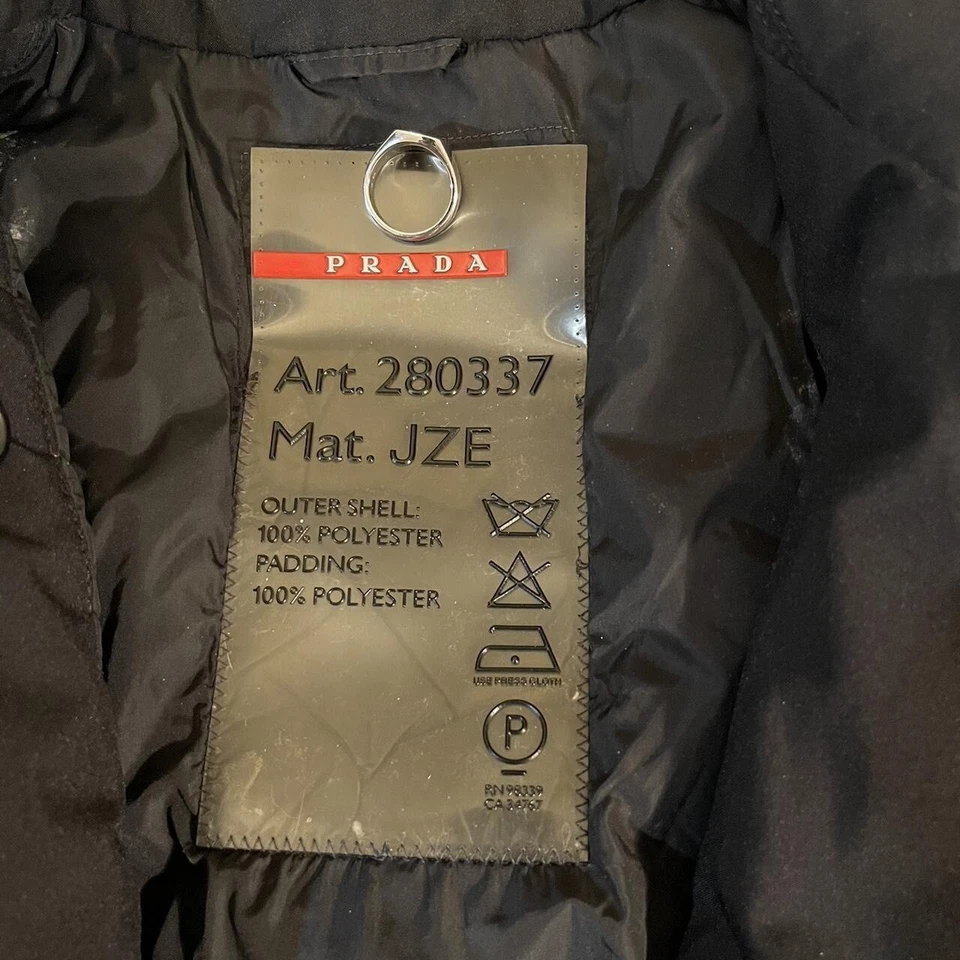 PRADA
Art. 280337
Mat. JZE
OUTER SHELL:
100% POLYESTER
PADDING:
100% POLYESTER
USE PRESS CLOTH
P
RN 98339
CA 34767